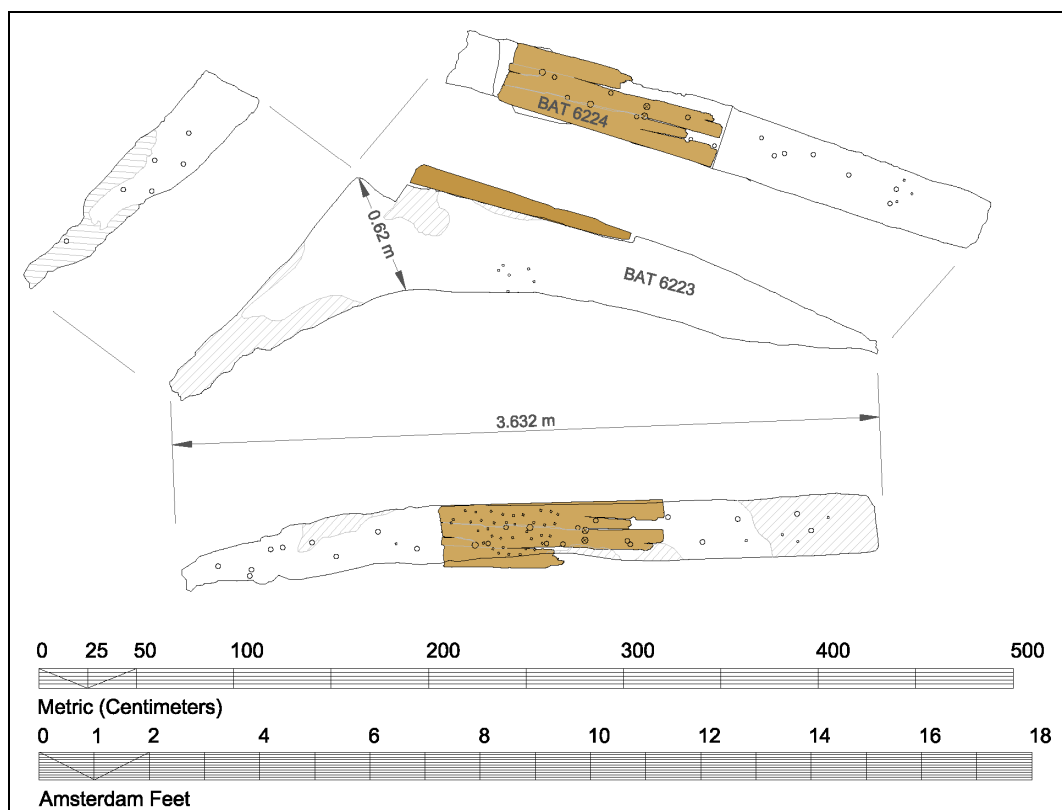 BAT 6224
0.62 m
BAT 6223
3.632 m
0 25 50 100 200 300 400 500
Metric (Centimeters)
0 1 2 4 6 8 10 12 14 16 18
Amsterdam Feet